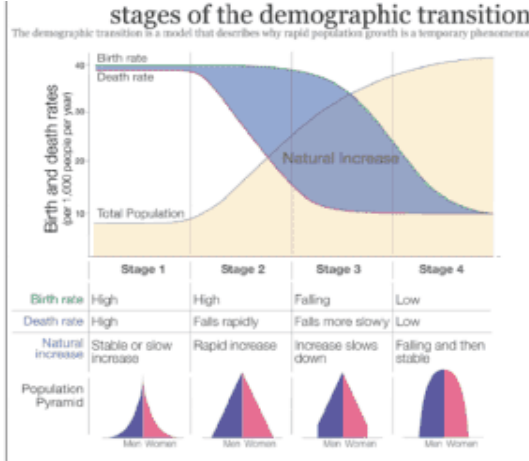 stages of the demographic transition
The demographic transition is a model that describes why rapid population growth is a temporary phenomenon
Birth rate
Death rate
40
30
20
10
Birth and death rates
(per 1,000 people per year)
Natural increase
Total Population
Stage 1 Stage 2 Stage 3 Stage 4
Birth rate High High Falling Low
Death rate High Falls rapidly Falls more slowly Low
Natural increase Stable or slow increase Rapid increase Increase slows down Falling and then stable
Population
Pyramid
Men Women Men Women Men Women Men Women